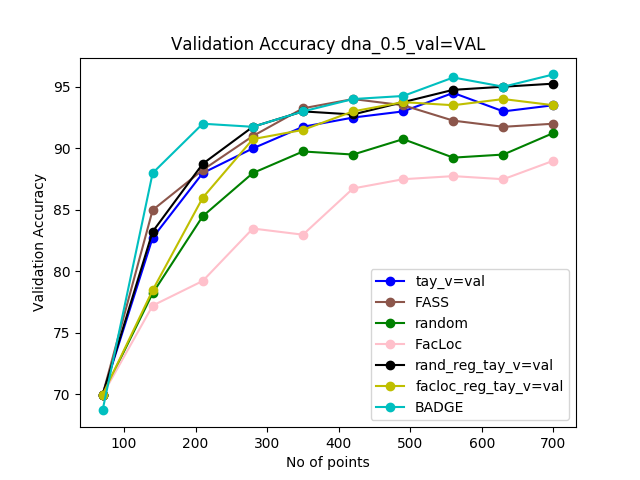 Validation Accuracy dna_0.5_val=VAL
Validation Accuracy
95
90
85
80
75
70
100 200 300 400 500 600 700
No of points
tay_v=val
FASS
random
FacLoc
rand_reg_tay_v=val
facloc_reg_tay_v=val
BADGE